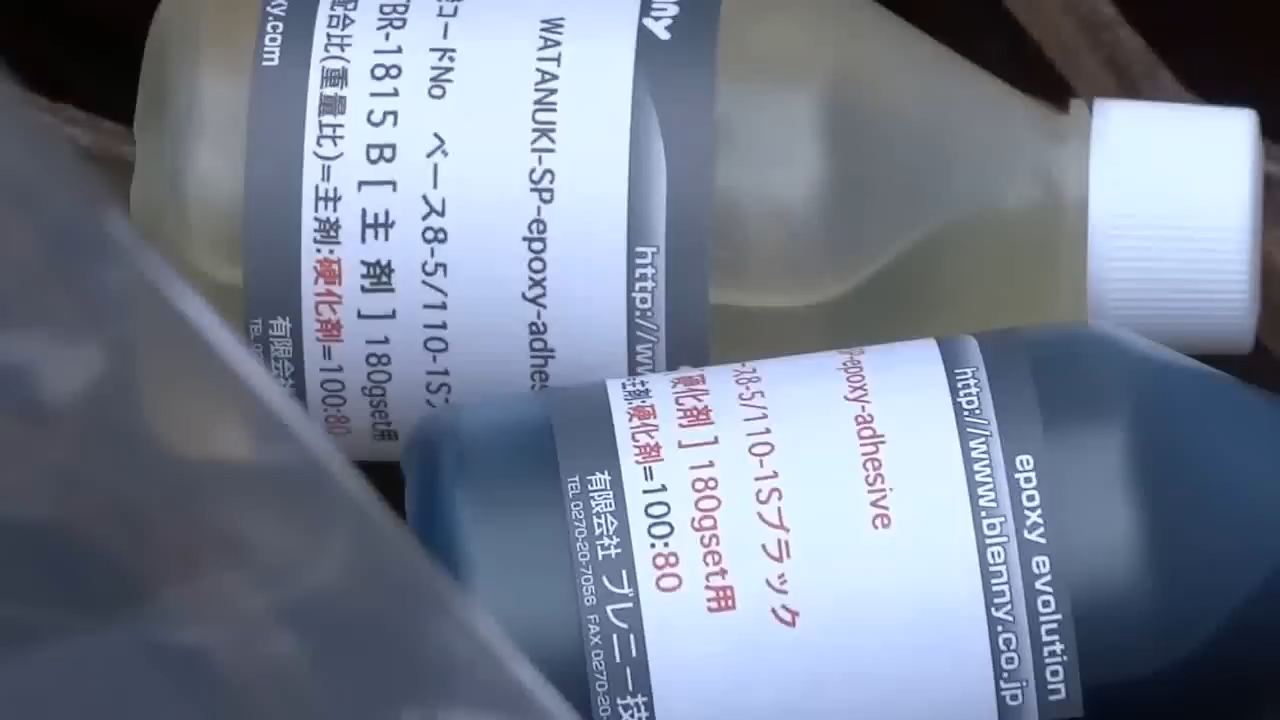 WATANUKI-SP-epoxy-adhes
コードNo ベース8-5/110-1S
BR-1815 B [ 主 剤 ] 180gset用
配合比(重量比)=主剤:硬化剤=100:80
有限会社
http://ww
epoxy evolution
http://www.blenny.co.jp
epoxy-adhesive
8-5/110-1Sブラック
硬化剤 ] 180gset用
主剤:硬化剤=100:80
有限会社 ブレニー技
TEL 0270-20-7056 FAX 0270-20-